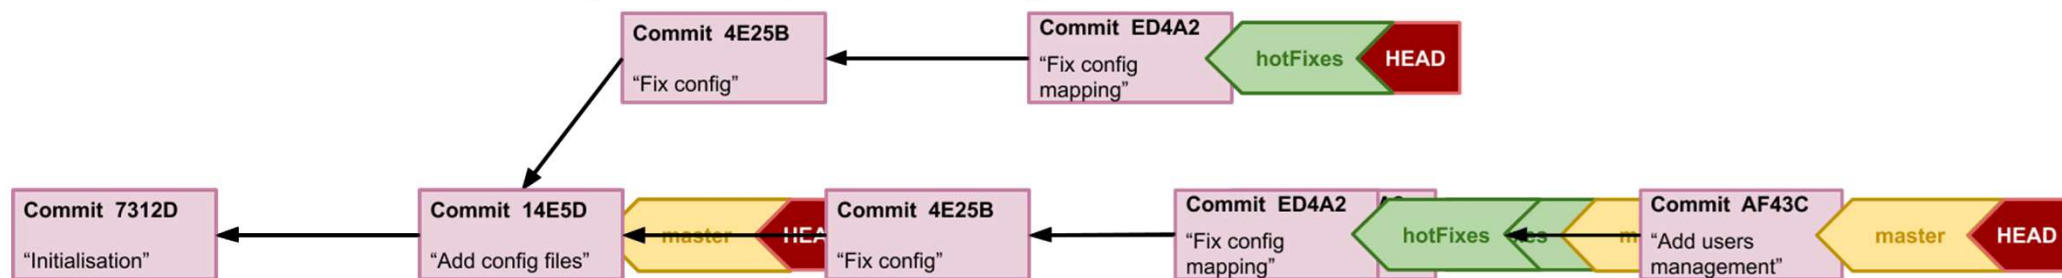 Commit 4E25B
“Fix config”
Commit ED4A2
“Fix config
mapping”
hotFixes
HEAD
Commit 7312D
“Initialisation”
Commit 14E5D
“Add config files”
master
Commit 4E25B
“Fix config”
Commit ED4A2
“Fix config
mapping”
hotFixes
Commit AF43C
“Add users
management”
master
HEAD